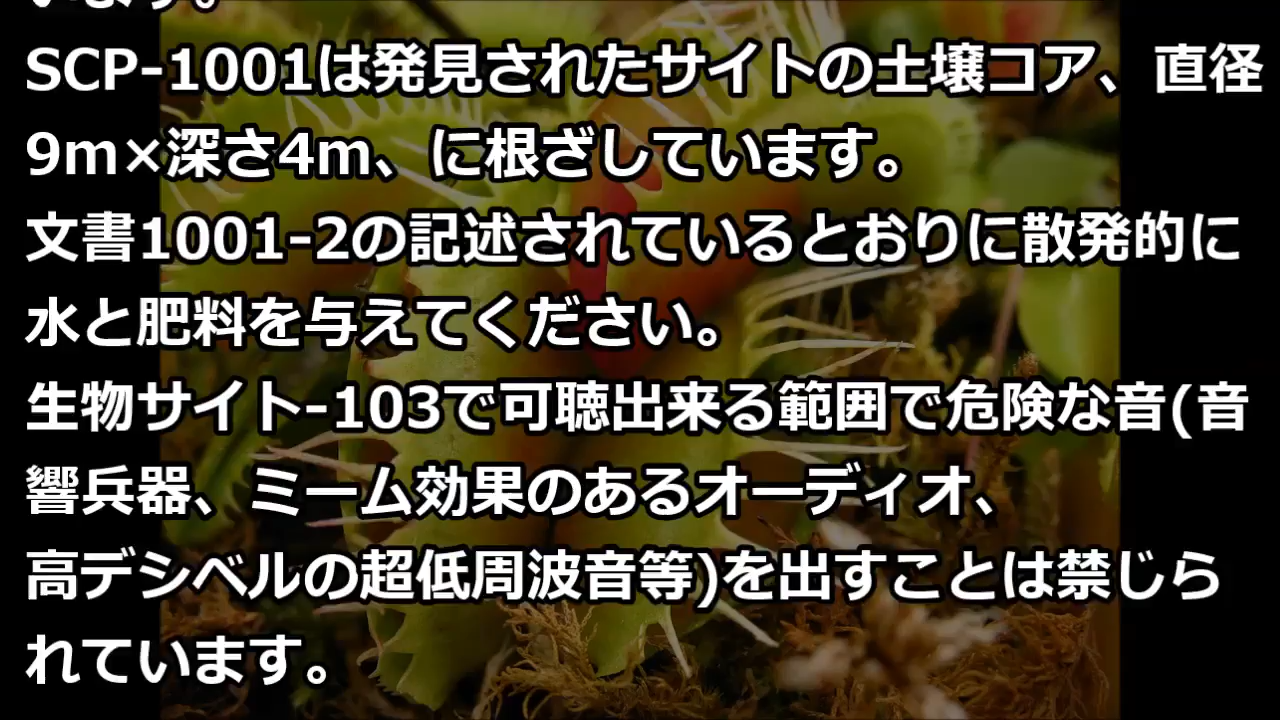 います。
SCP-1001は発見されたサイトの土壌コア、直径
9m×深さ4m、に根ざしています。
文書1001-2の記述されているとおりに散発的に
水と肥料を与えてください。
生物サイト-103で可聴出来る範囲で危険な音(音
響兵器、ミーム効果のあるオーディオ、
高デシベルの超低周波音等)を出すことは禁じら
れています。